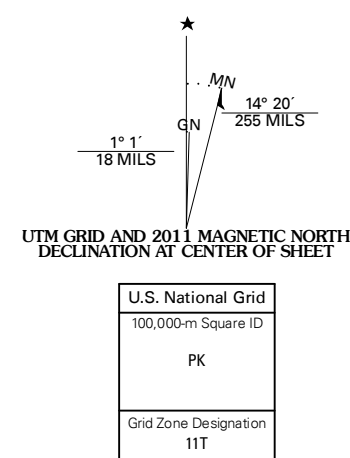 ★
MN
GN
14° 20´
255 MILS
1° 1´
18 MILS
UTM GRID AND 2011 MAGNETIC NORTH
DECLINATION AT CENTER OF SHEET
U.S. National Grid
100,000-m Square ID
PK
Grid Zone Designation
11T